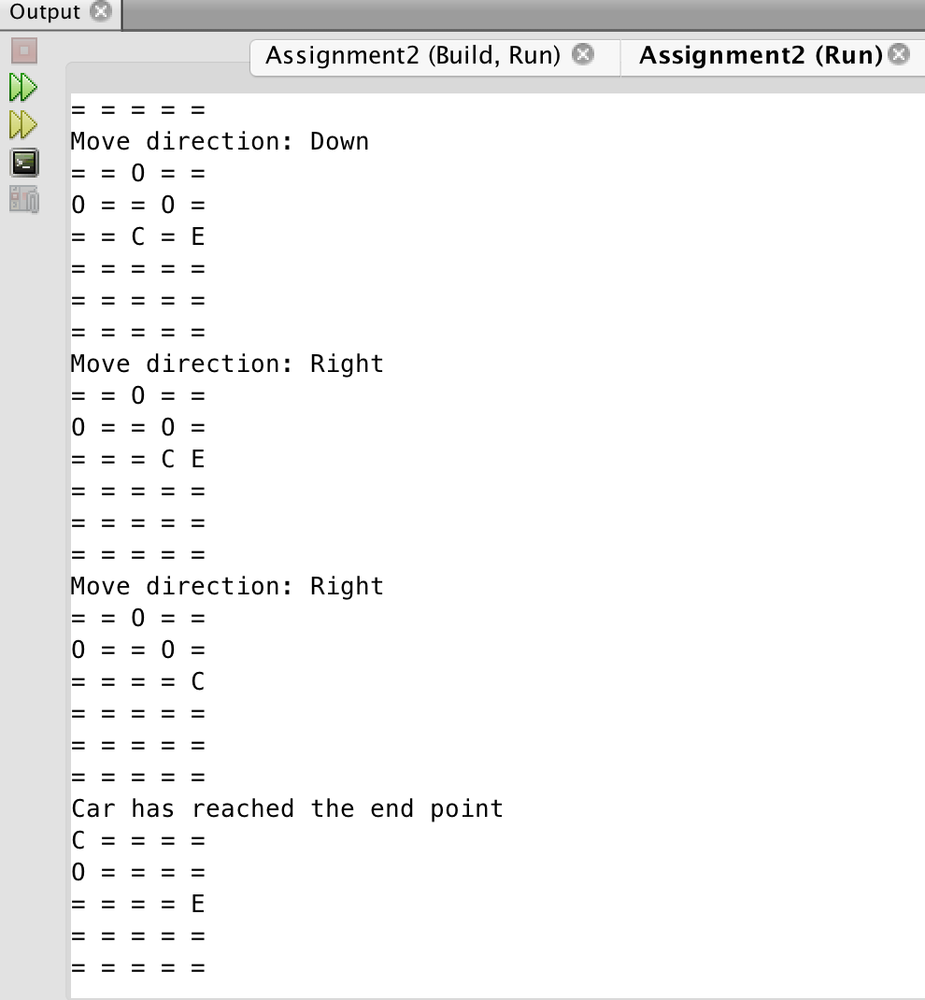 Output
Assignment2 (Build, Run) Assignment2 (Run)
= = = = =
Move direction: Down
= = O = =
O = = O =
= = C = E
= = = = =
= = = = =
= = = = =
Move direction: Right
= = O = =
O = = O =
= = = C E
= = = = =
= = = = =
= = = = =
Move direction: Right
= = O = =
O = = O =
= = = = C
= = = = =
= = = = =
= = = = =
Car has reached the end point
C = = = =
O = = = =
= = = = E
= = = = =
= = = = =